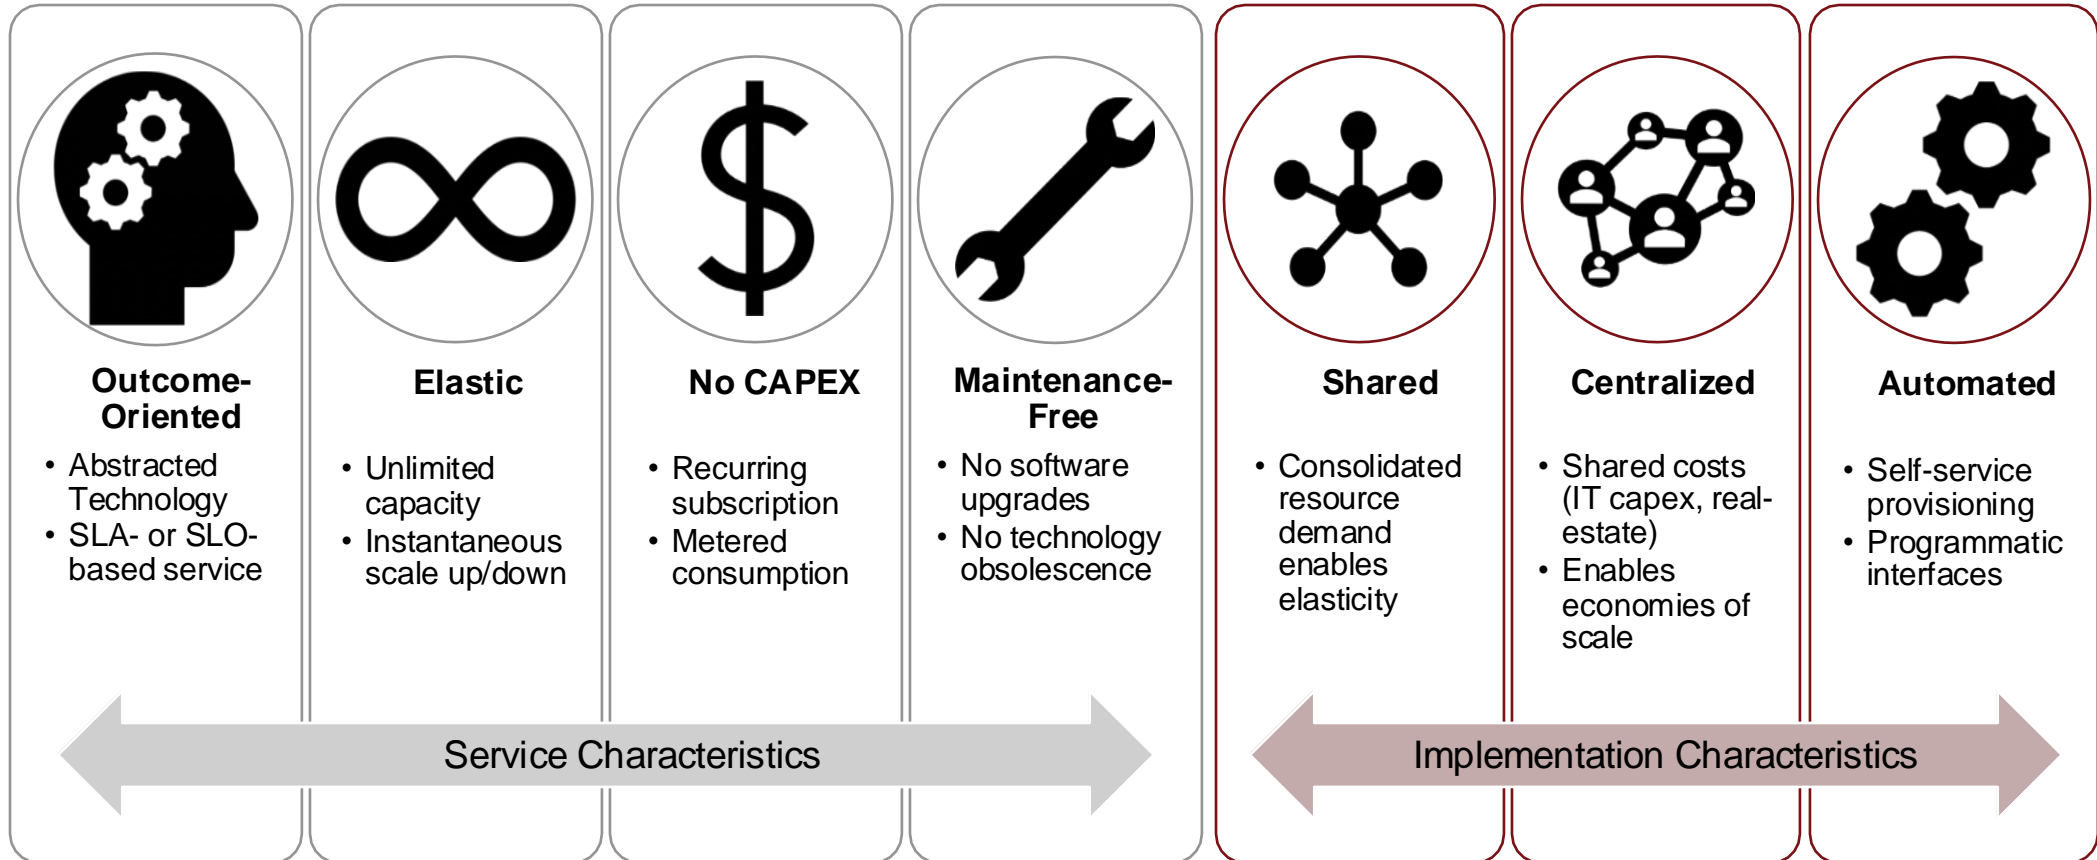 Outcome-
Oriented
• Abstracted
Technology
• SLA- or SLO-
based service
Elastic
• Unlimited
capacity
• Instantaneous
scale up/down
No CAPEX
• Recurring
subscription
• Metered
consumption
Maintenance-
Free
• No software
upgrades
• No technology
obsolescence
Shared
• Consolidated
resource
demand
enables
elasticity
Centralized
• Shared costs
(IT capex, real-
estate)
• Enables
economies of
scale
Automated
• Self-service
provisioning
• Programmatic
interfaces
Service Characteristics
Implementation Characteristics